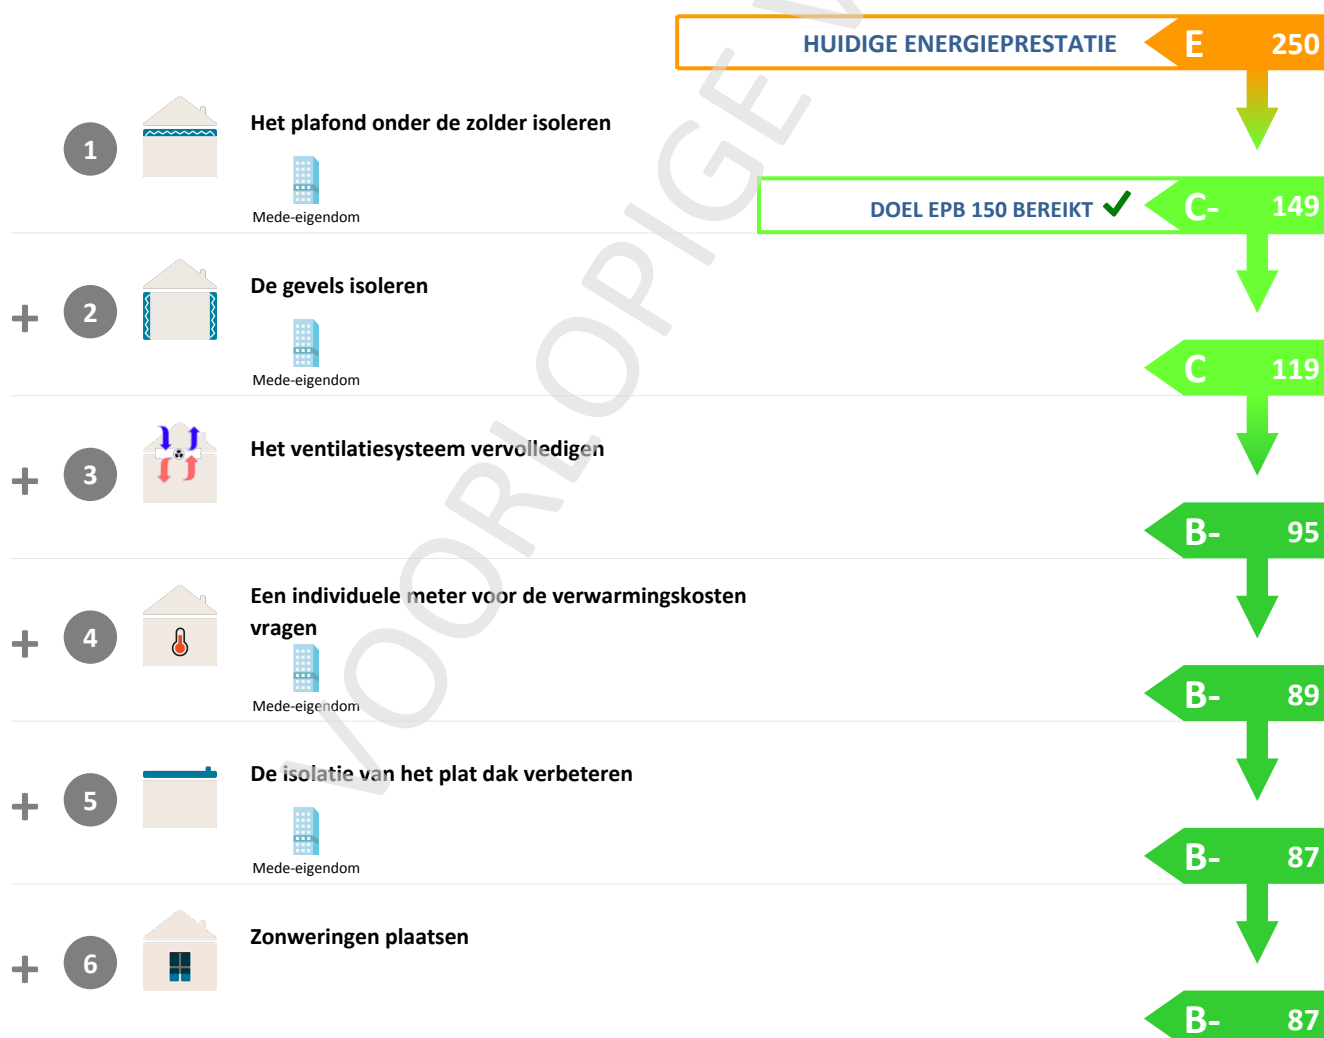 HUIDIGE ENERGIEPRESTATIE E 250
1 Het plafond onder de zolder isoleren
Mede-eigendom
DOEL EPB 150 BEREIKT C- 149
+ 2 De gevels isoleren
Mede-eigendom
C 119
+ 3 Het ventilatiesysteem vervolledigen
B- 95
+ 4 Een individuele meter voor de verwarmingskosten
vragen
Mede-eigendom
B- 89
+ 5 De isolatie van het plat dak verbeteren
Mede-eigendom
B- 87
+ 6 Zonweringen plaatsen
B- 87
VOORLOPIGE V